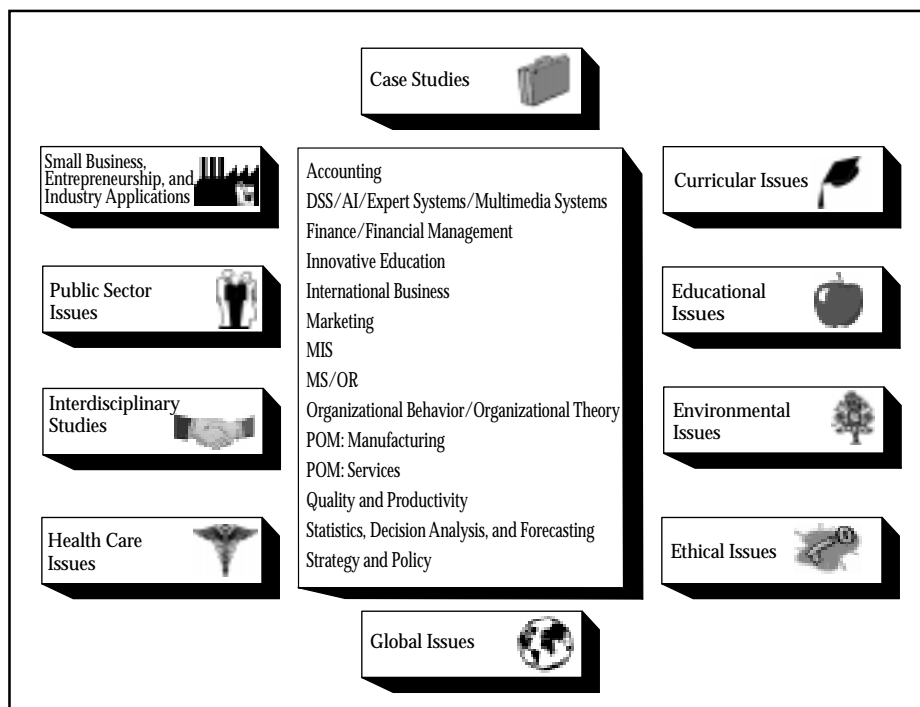 Case Studies
Small Business,
Entrepreneurship, and
Industry Applications
Public Sector
Issues
Interdisciplinary
Studies
Health Care
Issues
Accounting
DSS/AI/Expert Systems/Multimedia Systems
Finance/Financial Management
Innovative Education
International Business
Marketing
MIS
MS/OR
Organizational Behavior/Organizational Theory
POM: Manufacturing
POM: Services
Quality and Productivity
Statistics, Decision Analysis, and Forecasting
Strategy and Policy
Curricular Issues
Educational
Issues
Environmental
Issues
Ethical Issues
Global Issues